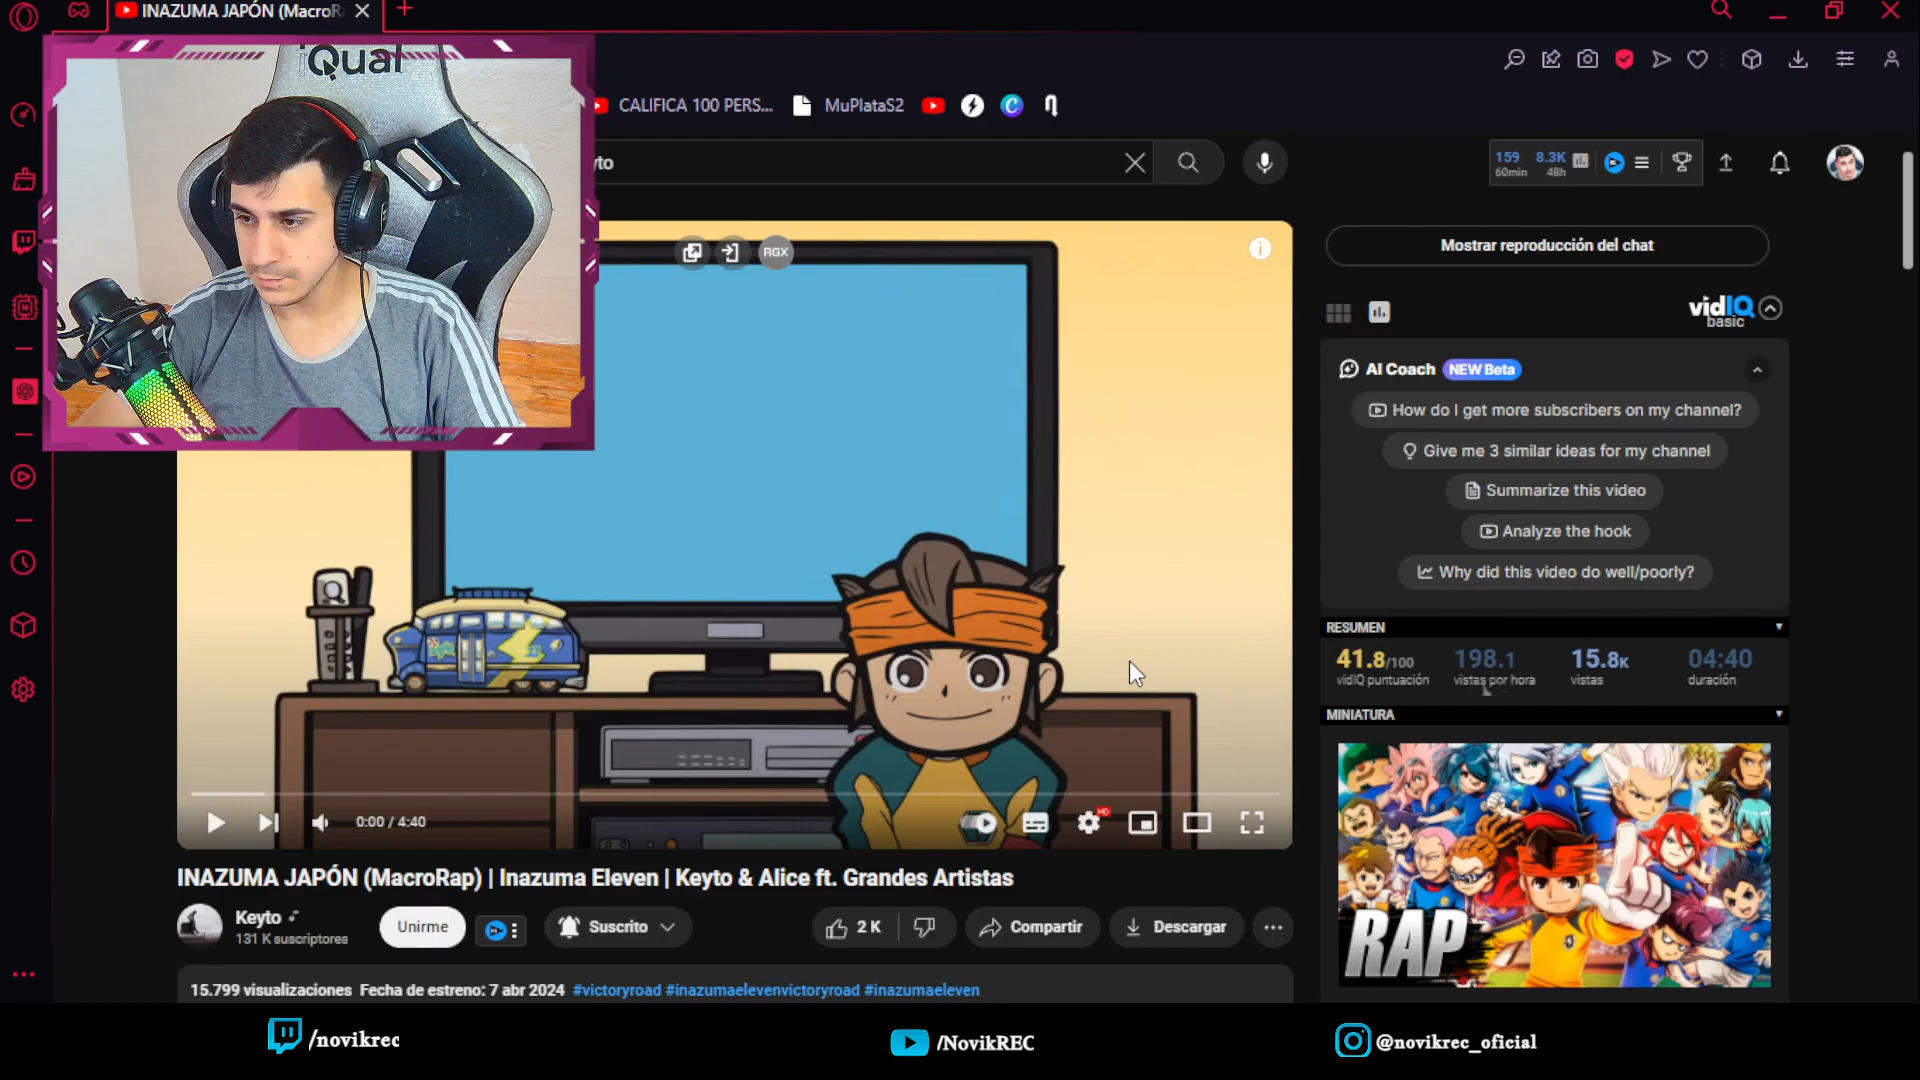 INAZUMA JAPÓN (MacroR
iQual
CALIFICA 100 PERS...
MuPlataS2
yto
159
60min
8.3K
48h
RGX
Mostrar reproducción del chat
vidIQ
basic
AI Coach NEW Beta
How do I get more subscribers on my channel?
Give me 3 similar ideas for my channel
Summarize this video
Analyze the hook
Why did this video do well/poorly?
RESUMEN
41.8/100
vidIQ puntuación
198.1
vistas por hora
15.8K
vistas
04:40
duración
MINIATURA
RAP
0:00 / 4:40
HD
INAZUMA JAPÓN (MacroRap) | Inazuma Eleven | Keyto & Alice ft. Grandes Artistas
Keyto
131 K suscriptores
Unirme
Suscrito
2 K
Compartir
Descargar
15.799 visualizaciones Fecha de estreno: 7 abr 2024 #victoryroad #inazumaelevenvictoryroad #inazumaeleven
/novikrec
/NovikREC
@novikrec_oficial